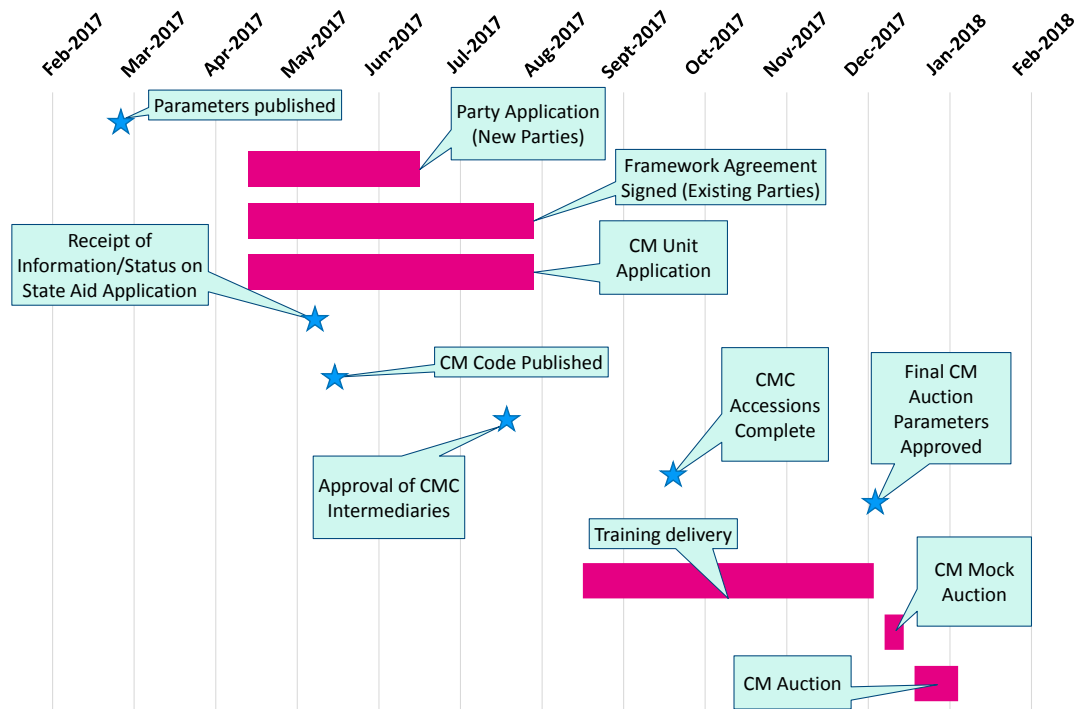 Feb-2017
Mar-2017
Apr-2017
May-2017
Jun-2017
Jul-2017
Aug-2017
Sept-2017
Oct-2017
Nov-2017
Dec-2017
Jan-2018
Feb-2018
Parameters published
Party Application
(New Parties)
Framework Agreement
Signed (Existing Parties)
Receipt of
Information/Status on
State Aid Application
CM Unit
Application
CM Code Published
CMC
Accessions
Complete
Final CM
Auction
Parameters
Approved
Approval of CMC
Intermediaries
Training delivery
CM Mock
Auction
CM Auction